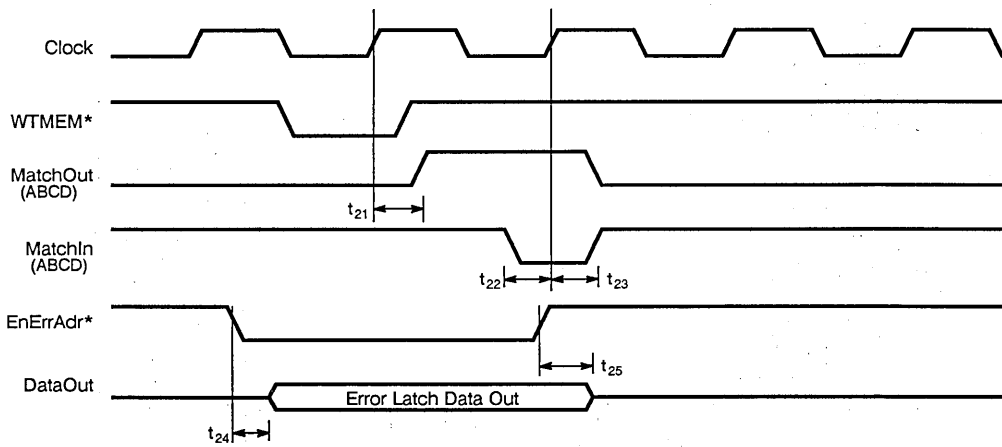 Clock
WTMEM*
MatchOut
(ABCD)
t21
MatchIn
(ABCD)
t22
t23
EnErrAdr*
t25
DataOut
Error Latch Data Out
t24